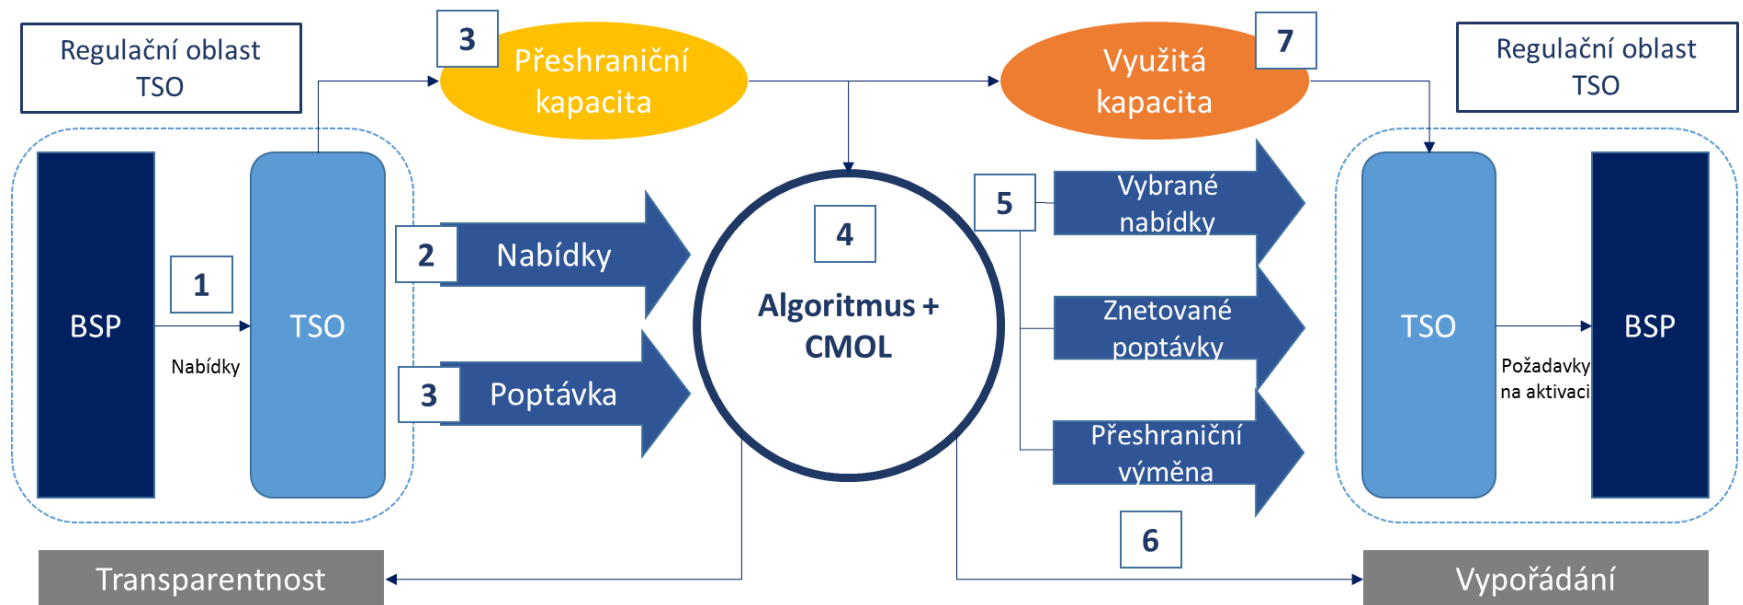 Regulační oblast
TSO
3
Přeshraniční
kapacita
Využitá
kapacita
7
Regulační oblast
TSO
BSP
1
Nabídky
TSO
2
Nabídky
3
Poptávka
4
Algoritmus +
CMOL
5
Vybrané
nabídky
Znetované
poptávky
Přeshraniční
výměna
6
TSO
Požadavky
na aktivaci
BSP
Transparentnost
Vypořádání